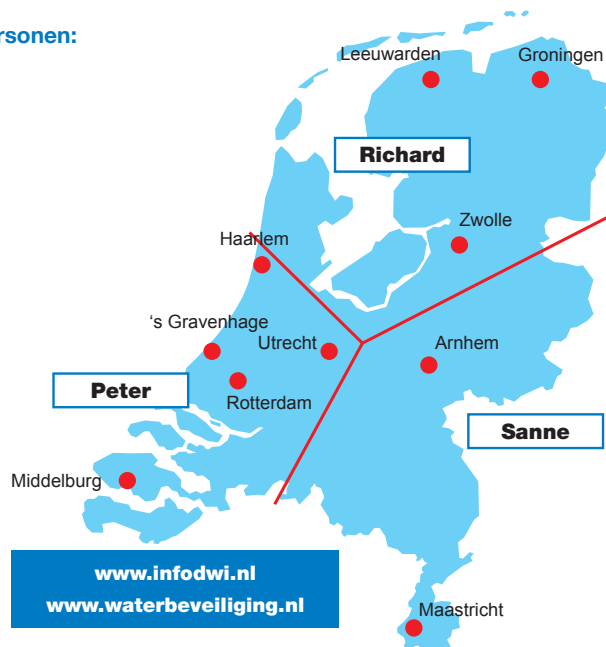 rsonen:
Leeuwarden
Groningen
Richard
Zwolle
Haarlem
‘s Gravenhage
Utrecht
Arnhem
Peter
Rotterdam
Sanne
Middelburg
www.infodwi.nl
www.waterbeveiliging.nl
Maastricht